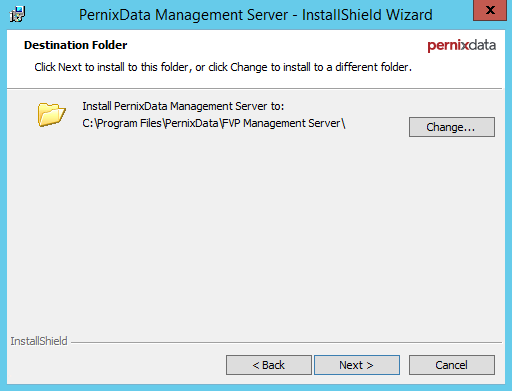 PernixData Management Server - InstallShield Wizard
x
Destination Folder
pernixdata
Click Next to install to this folder, or click Change to install to a different folder.
Install PernixData Management Server to:
C:\Program Files\PernixData\FVP Management Server\
Change...
InstallShield
< Back
Next >
Cancel